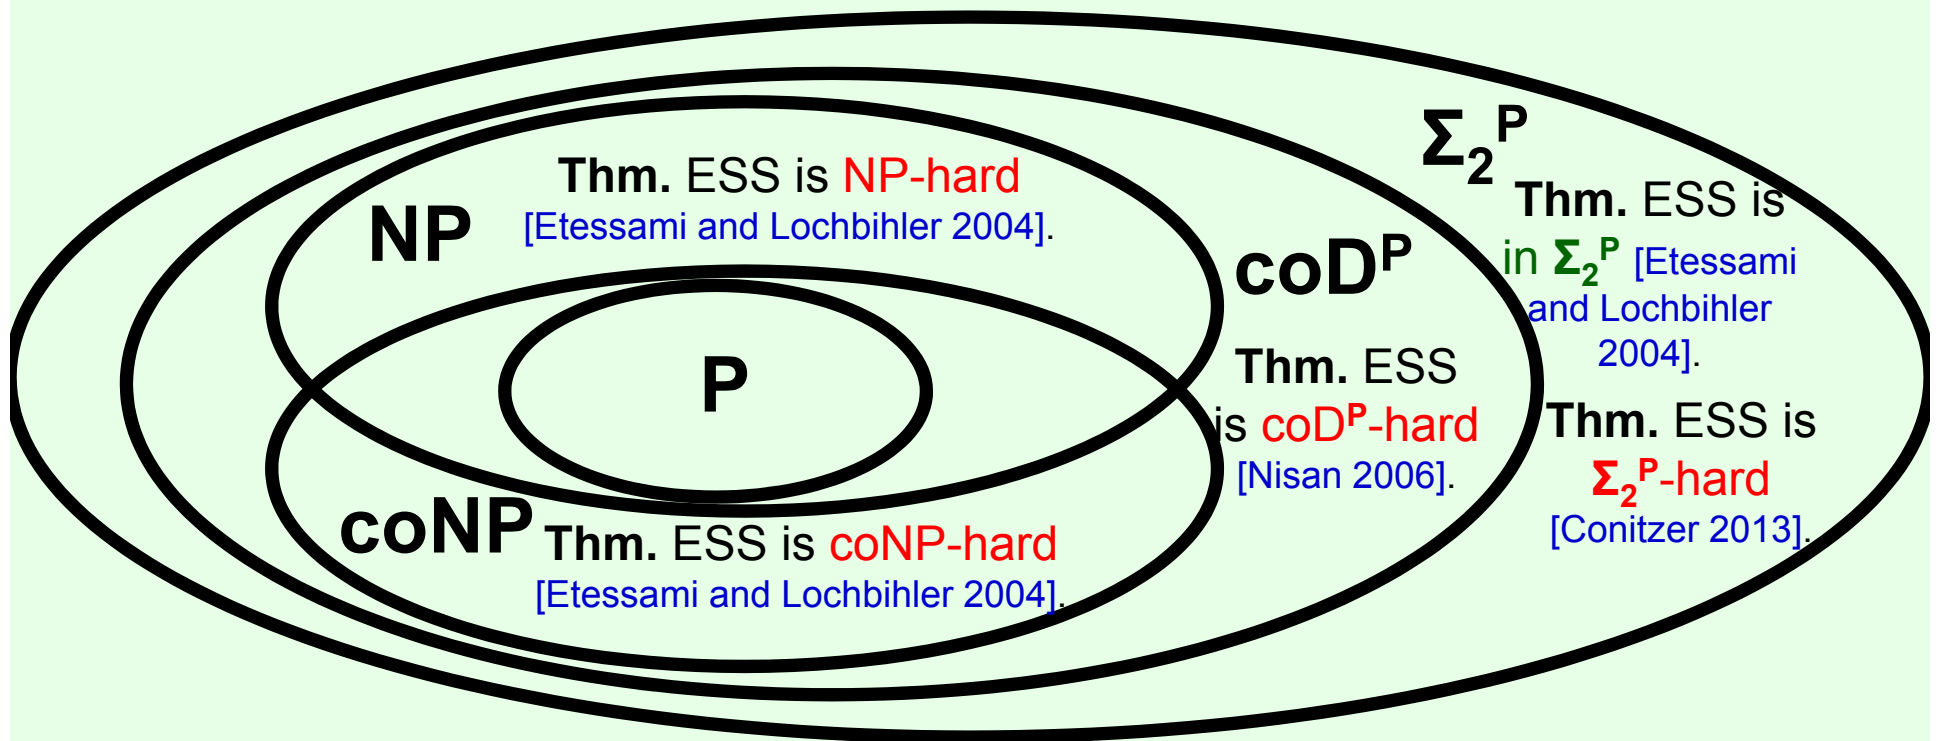 Σ₂ᴾ
Thm. ESS is NP-hard
[Etessami and Lochbihler 2004].
NP
coDᴾ
Thm. ESS is
in Σ₂ᴾ [Etessami
and Lochbihler
2004].
Thm. ESS
is coDᴾ-hard
[Nisan 2006].
P
Thm. ESS is
Σ₂ᴾ-hard
[Conitzer 2013].
coNP
Thm. ESS is coNP-hard
[Etessami and Lochbihler 2004].